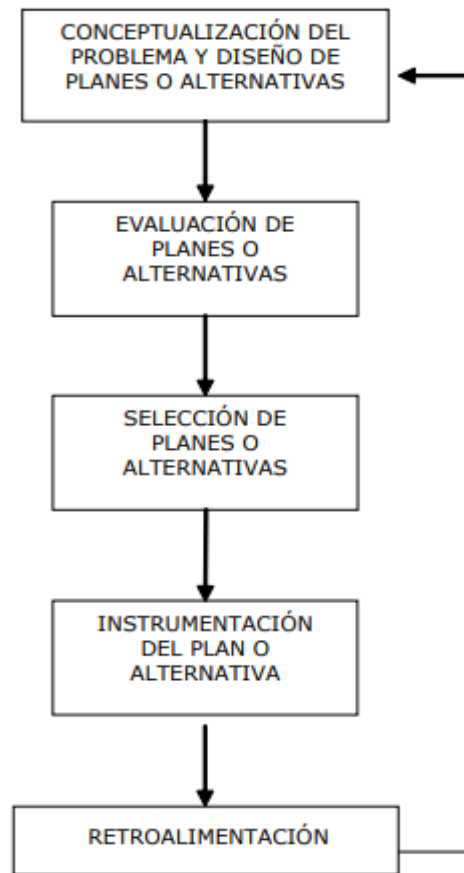 CONCEPTUALIZACIÓN DEL
PROBLEMA Y DISEÑO DE
PLANES O ALTERNATIVAS
EVALUACIÓN DE
PLANES O
ALTERNATIVAS
SELECCIÓN DE
PLANES O
ALTERNATIVAS
INSTRUMENTACIÓN
DEL PLAN O
ALTERNATIVA
RETROALIMENTACIÓN